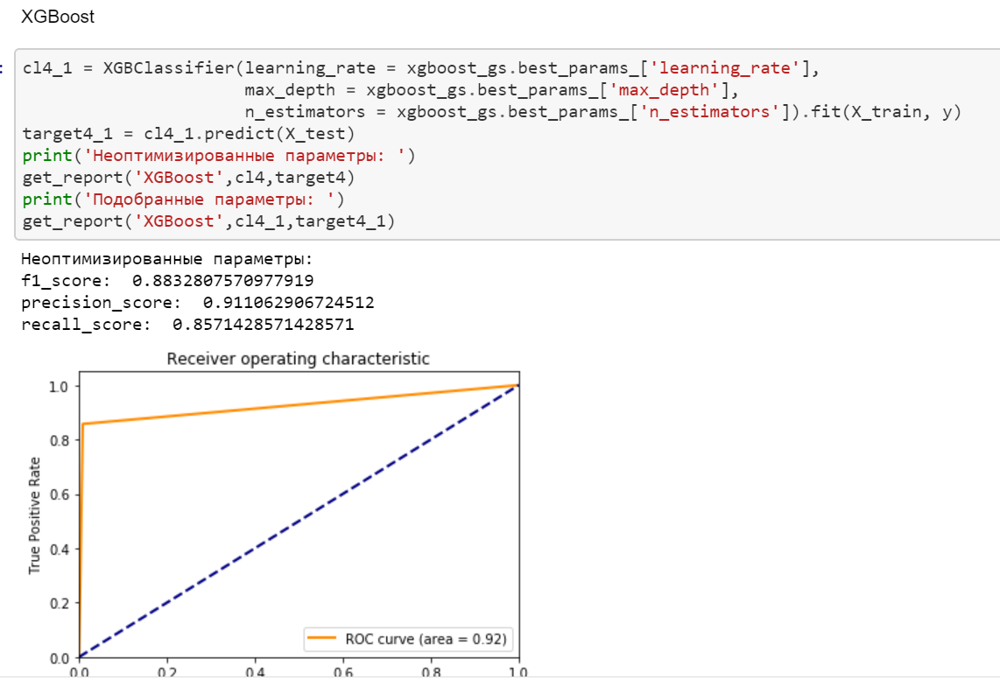 XGBoost
: cl4_1 = XGBClassifier(learning_rate = xgboost_gs.best_params_['learning_rate'],
max_depth = xgboost_gs.best_params_['max_depth'],
n_estimators = xgboost_gs.best_params_['n_estimators']).fit(X_train, y)
target4_1 = cl4_1.predict(X_test)
print('Неоптимизированные параметры: ')
get_report('XGBoost',cl4,target4)
print('Подобранные параметры: ')
get_report('XGBoost',cl4_1,target4_1)
Неоптимизированные параметры:
f1_score:  0.8832807570977919
precision_score:  0.911062906724512
recall_score:  0.8571428571428571
Receiver operating characteristic
1.0
0.8
0.6
0.4
0.2
0.0
True Positive Rate
ROC curve (area = 0.92)
0.0 0.2 0.4 0.6 0.8 1.0